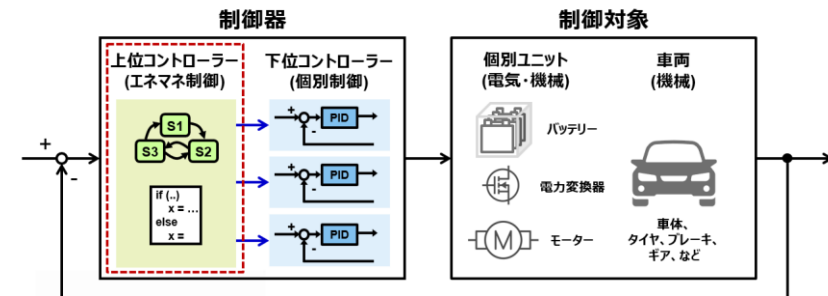 制御器
上位コントローラー
(エネマネ制御)
S1
S3
S2
if (..)
x = ...
else
x =
下位コントローラー
(個別制御)
+
-
PID
+
-
PID
+
-
PID
+
-
制御対象
個別ユニット
(電気・機械)
バッテリー
電力変換器
M
モーター
車両
(機械)
車体、
タイヤ、ブレーキ、
ギア、など